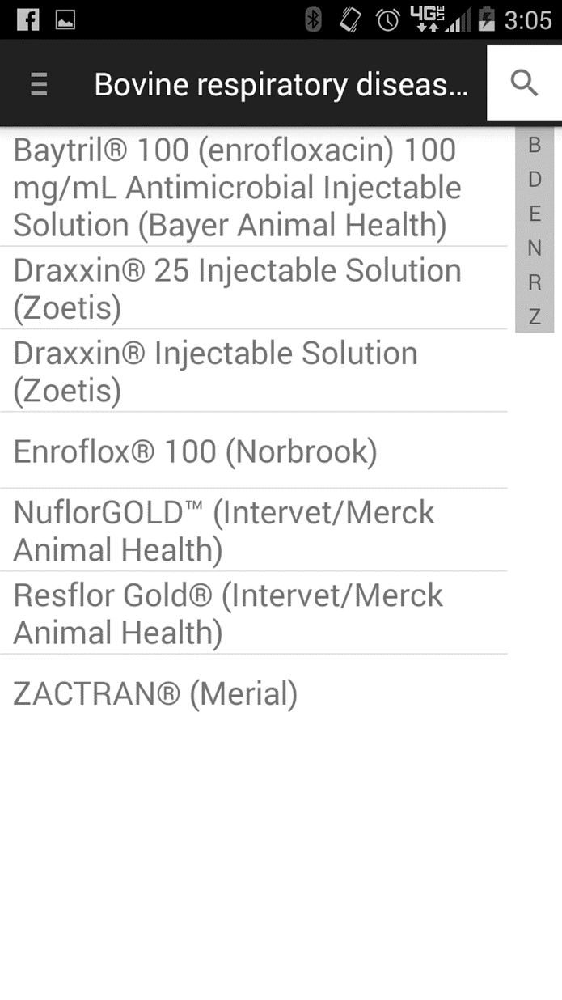 4G LTE 3:05
Bovine respiratory diseas...
Baytril® 100 (enrofloxacin) 100
mg/mL Antimicrobial Injectable
Solution (Bayer Animal Health)
Draxxin® 25 Injectable Solution
(Zoetis)
Draxxin® Injectable Solution
(Zoetis)
Enroflox® 100 (Norbrook)
NuflorGOLD™ (Intervet/Merck
Animal Health)
Resflor Gold® (Intervet/Merck
Animal Health)
ZACTRAN® (Merial)
B
D
E
N
R
Z